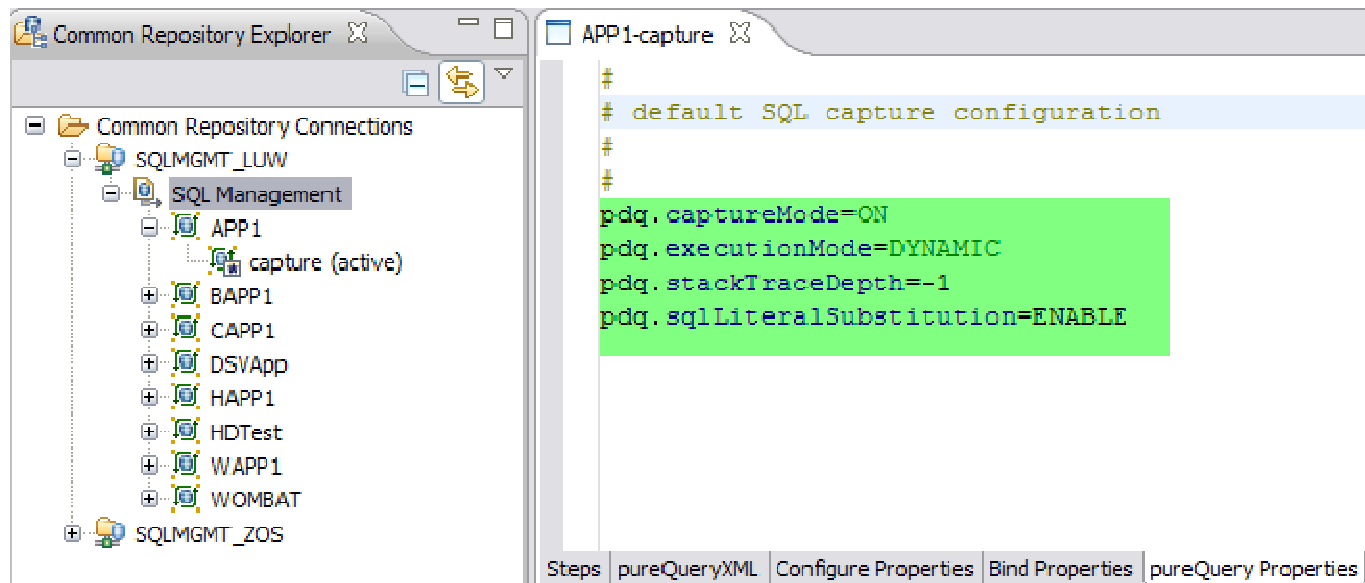 Common Repository Explorer
Common Repository Connections
SQLMGMT_LUW
SQL Management
APP1
capture (active)
BAPP1
CAPP1
DSVApp
HAPP1
HDTest
WAPP1
WOMBAT
SQLMGMT_ZOS
APP1-capture
#
# default SQL capture configuration
#
#
pdq.captureMode=ON
pdq.executionMode=DYNAMIC
pdq.stackTraceDepth=-1
pdq.sqlLiteralSubstitution=ENABLE
Steps pureQueryXML Configure Properties Bind Properties pureQuery Properties